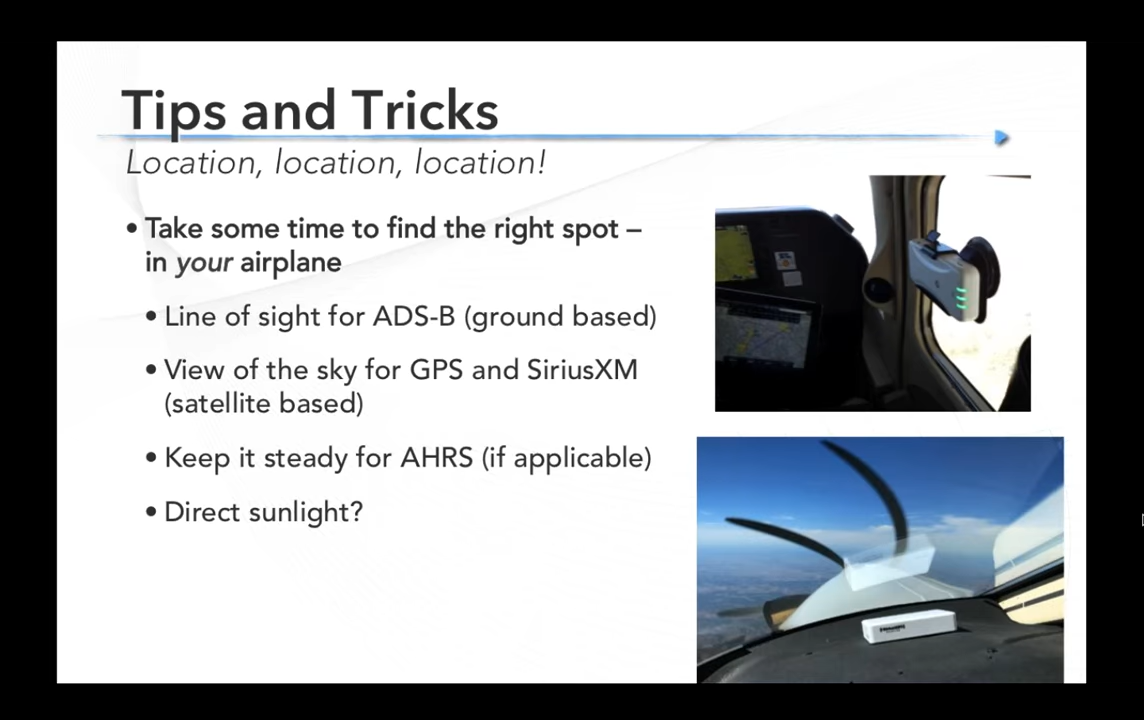 Tips and Tricks
Location, location, location!
• Take some time to find the right spot –
in your airplane
• Line of sight for ADS-B (ground based)
• View of the sky for GPS and SiriusXM
(satellite based)
• Keep it steady for AHRS (if applicable)
• Direct sunlight?